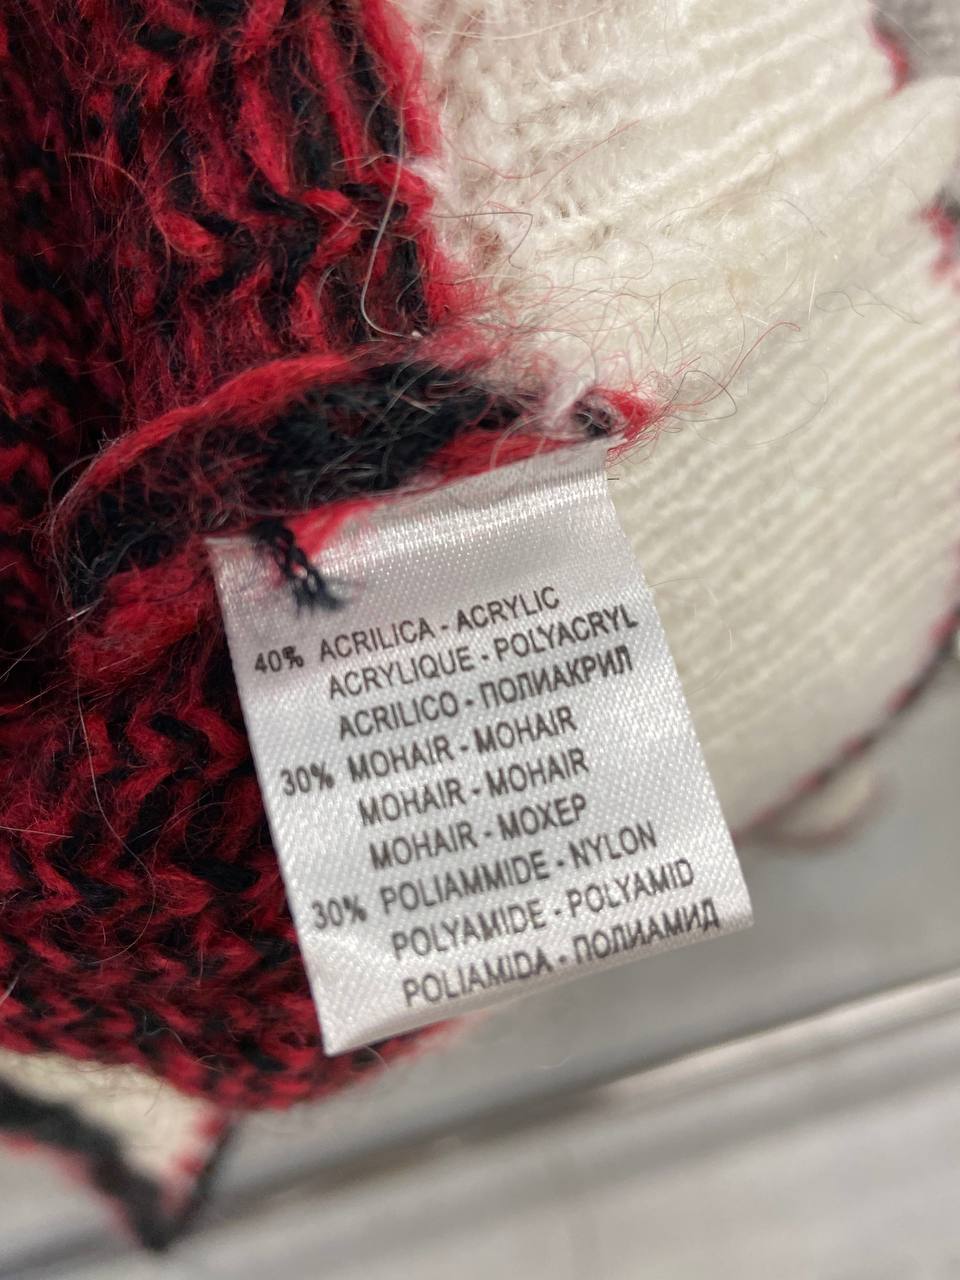 40% ACRILICA - ACRYLIC
ACRYLIQUE - POLYACRYL
ACRILICO - ПОЛИАКРИЛ
30% MOHAIR - MOHAIR
MOHAIR - MOHAIR
MOHAIR - МОХЕР
30% POLIAMMIDE - NYLON
POLYAMIDE - POLYAMID
POLIAMIDA - ПОЛИАМИД